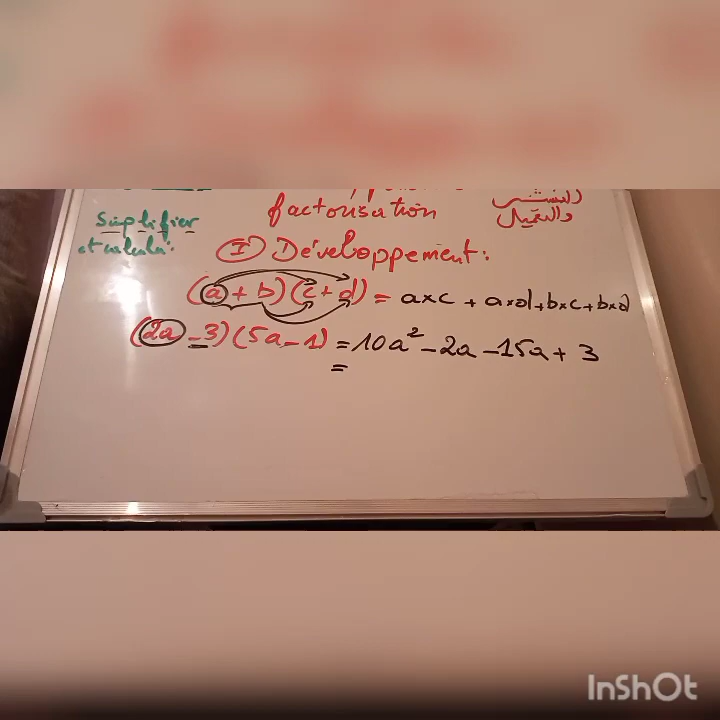 factorisation
النشر
والتعميل
Simplifier
et calculer:
I) Développement:
(a + b)(c + d) = a×c + a×d + b×c + b×d
(2a - 3)(5a - 1) = 10a² - 2a - 15a + 3
=
InShOt